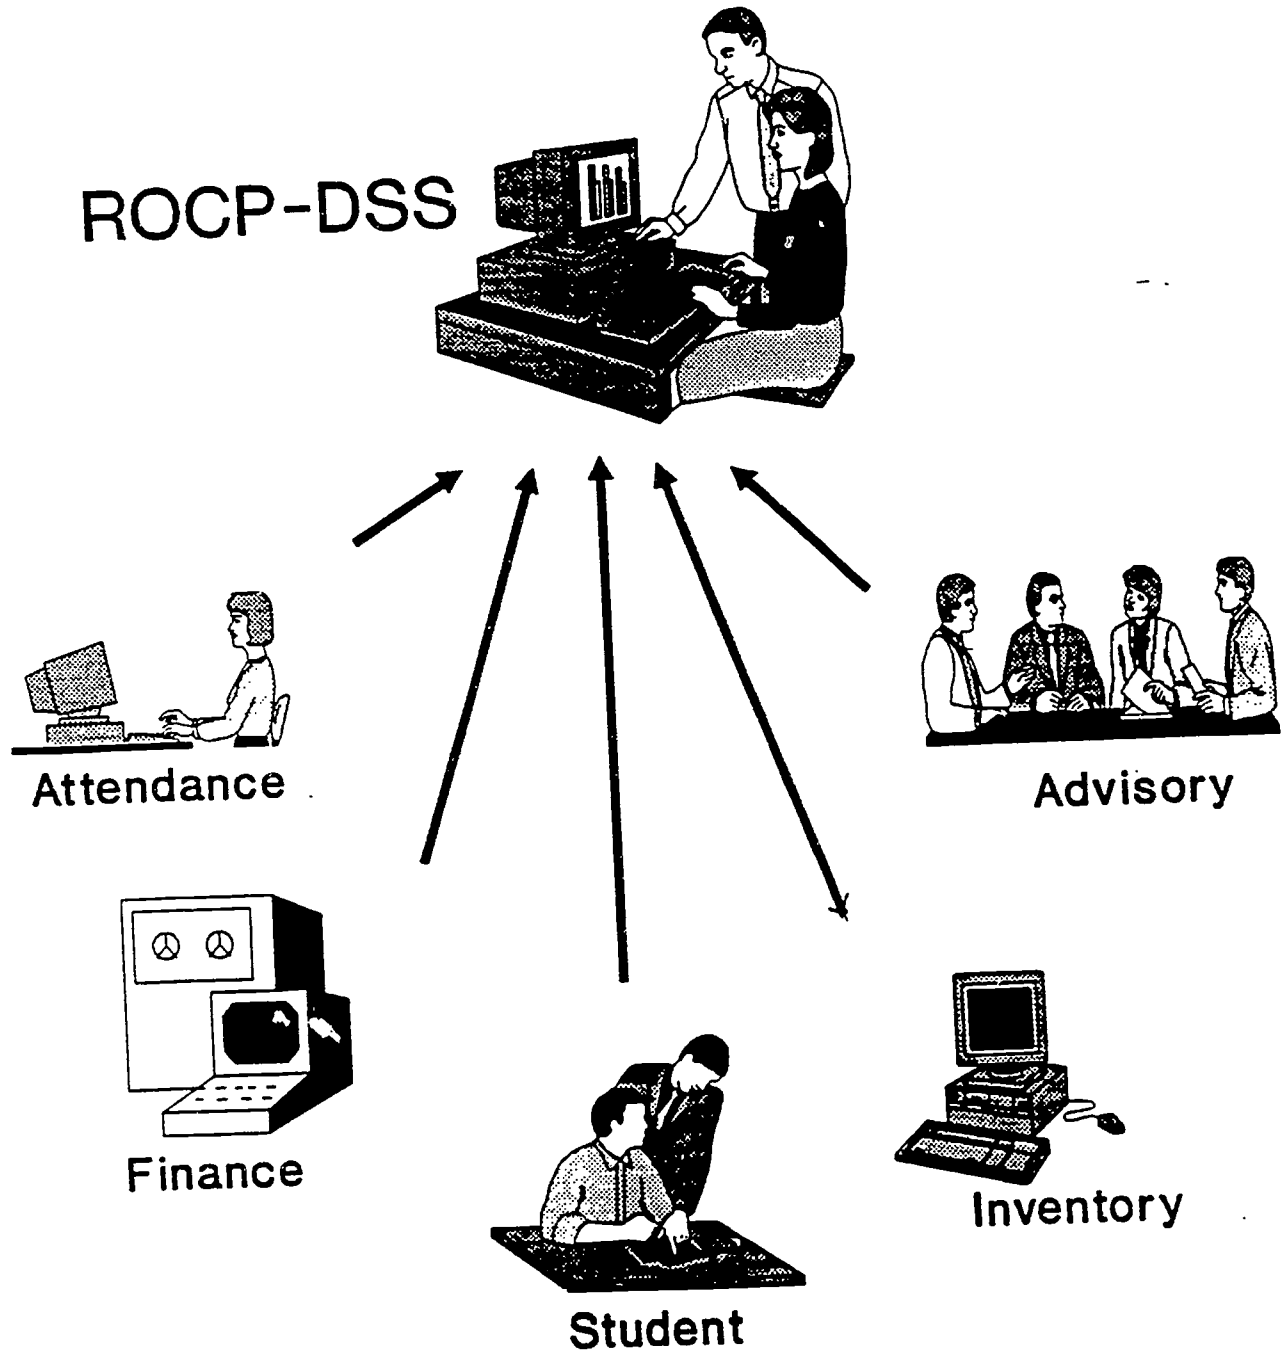 ROCP-DSS
Attendance
Advisory
Finance
Inventory
Student